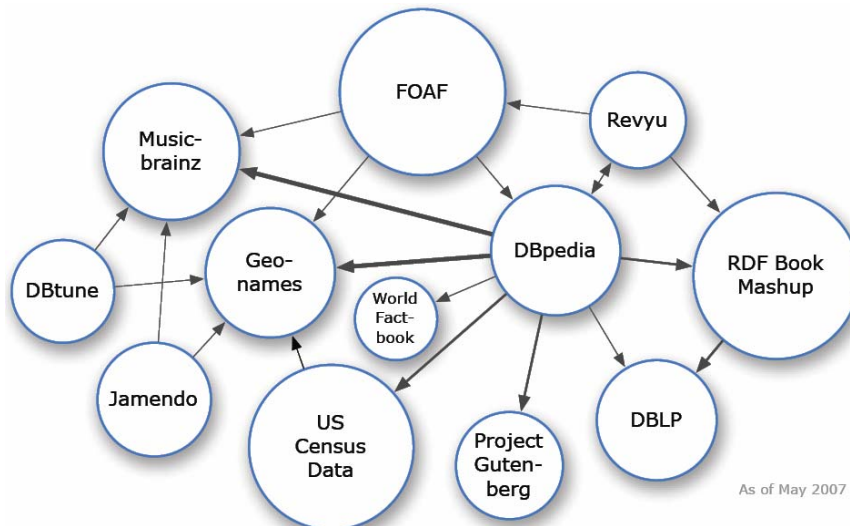 FOAF
Revyu
Music-
brainz
DBpedia
RDF Book
Mashup
Geo-
names
DBtune
World
Fact-
book
Jamendo
US
Census
Data
Project
Guten-
berg
DBLP
As of May 2007